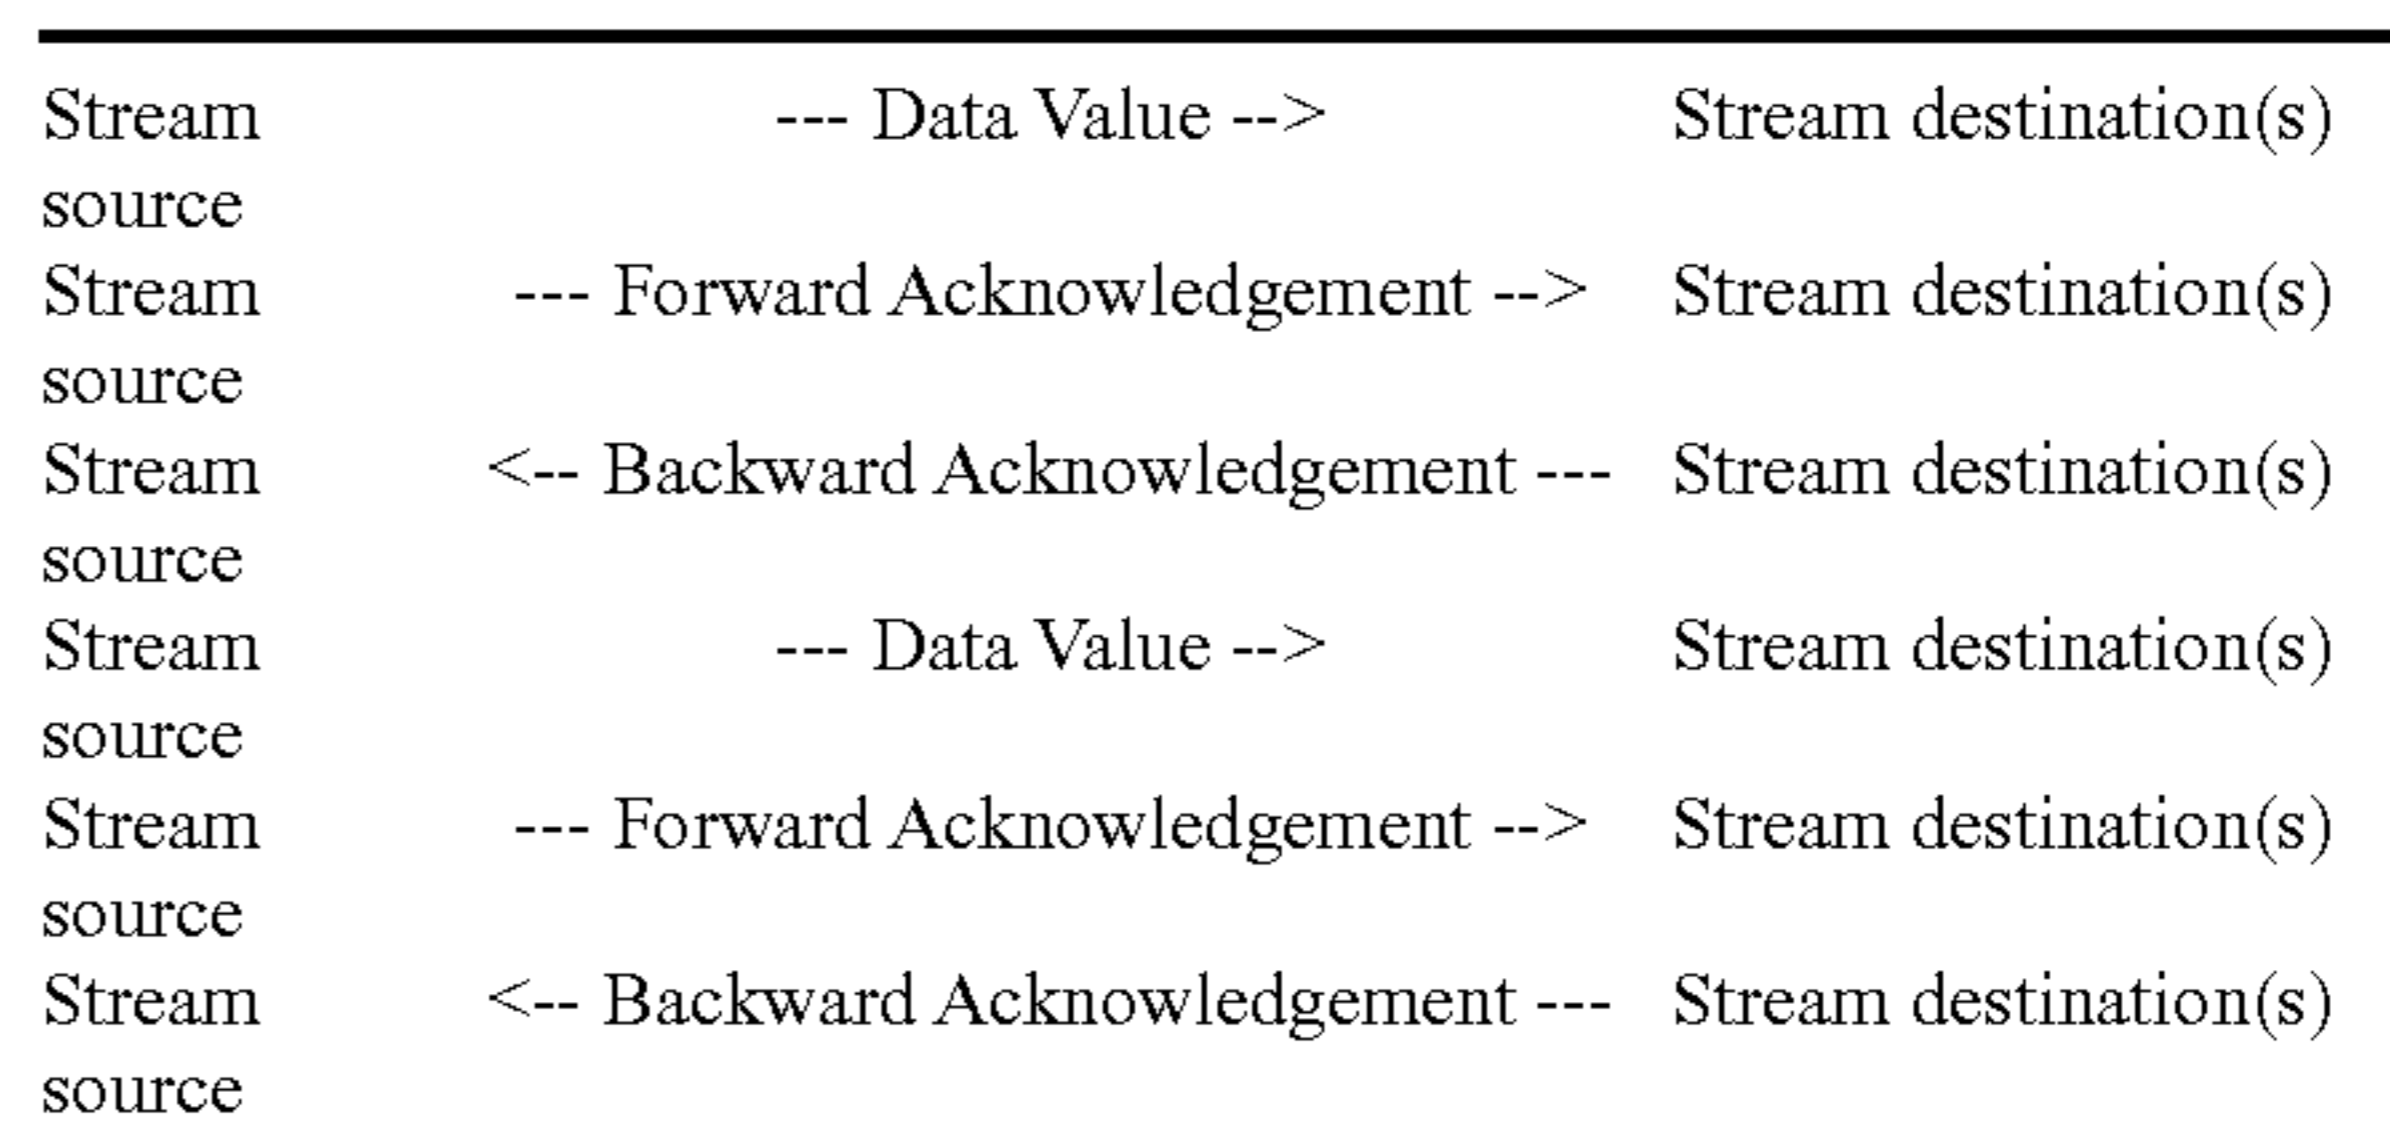 Stream --- Data Value --> Stream destination(s)
source
Stream --- Forward Acknowledgement --> Stream destination(s)
source
Stream <-- Backward Acknowledgement --- Stream destination(s)
source
Stream --- Data Value --> Stream destination(s)
source
Stream --- Forward Acknowledgement --> Stream destination(s)
source
Stream <-- Backward Acknowledgement --- Stream destination(s)
source